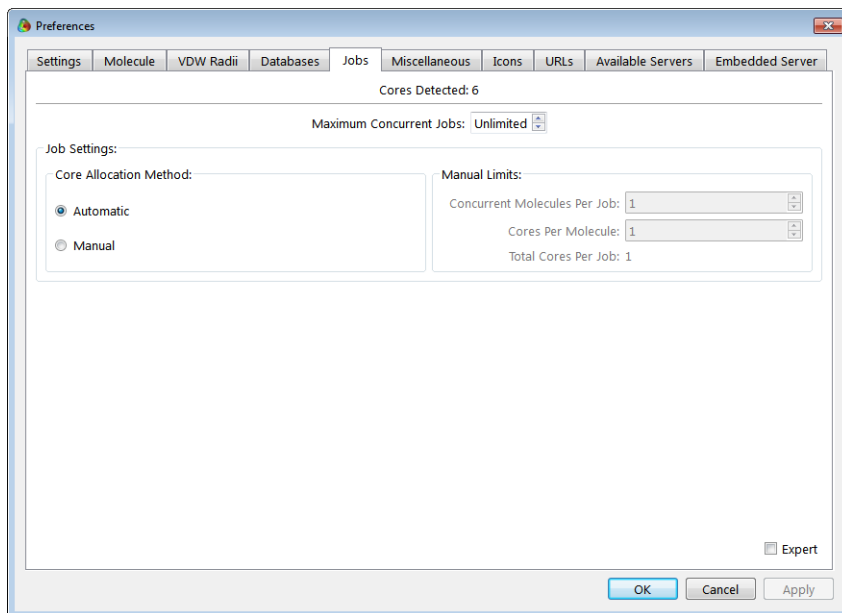 Preferences
Settings Molecule VDW Radii Databases Jobs Miscellaneous Icons URLs Available Servers Embedded Server
Cores Detected: 6
Maximum Concurrent Jobs: Unlimited
Job Settings:
Core Allocation Method:
Automatic
Manual
Manual Limits:
Concurrent Molecules Per Job: 1
Cores Per Molecule: 1
Total Cores Per Job: 1
Expert
OK Cancel Apply